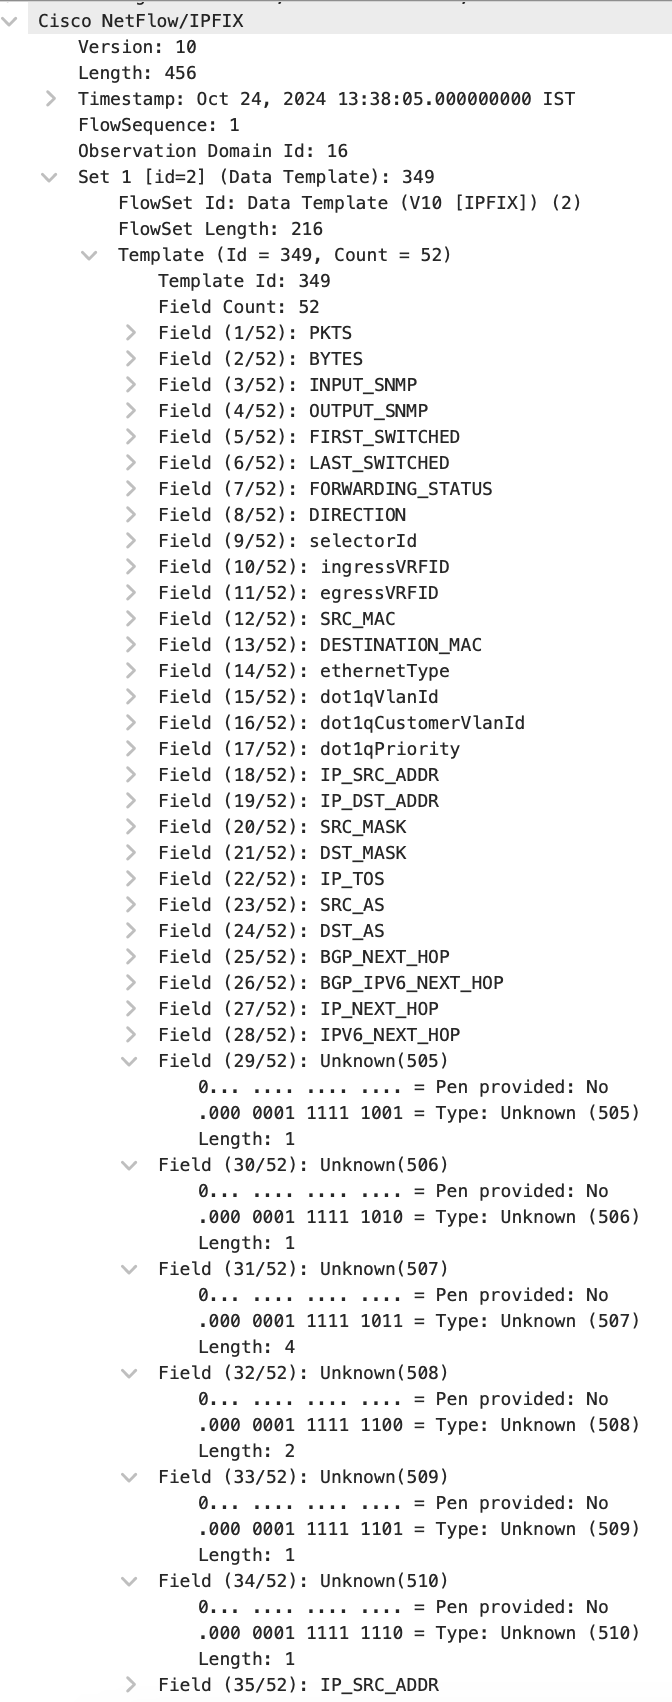 Cisco NetFlow/IPFIX
Version: 10
Length: 456
Timestamp: Oct 24, 2024 13:38:05.000000000 IST
FlowSequence: 1
Observation Domain Id: 16
Set 1 [id=2] (Data Template): 349
FlowSet Id: Data Template (V10 [IPFIX]) (2)
FlowSet Length: 216
Template (Id = 349, Count = 52)
Template Id: 349
Field Count: 52
Field (1/52): PKTS
Field (2/52): BYTES
Field (3/52): INPUT_SNMP
Field (4/52): OUTPUT_SNMP
Field (5/52): FIRST_SWITCHED
Field (6/52): LAST_SWITCHED
Field (7/52): FORWARDING_STATUS
Field (8/52): DIRECTION
Field (9/52): selectorId
Field (10/52): ingressVRFID
Field (11/52): egressVRFID
Field (12/52): SRC_MAC
Field (13/52): DESTINATION_MAC
Field (14/52): ethernetType
Field (15/52): dot1qVlanId
Field (16/52): dot1qCustomerVlanId
Field (17/52): dot1qPriority
Field (18/52): IP_SRC_ADDR
Field (19/52): IP_DST_ADDR
Field (20/52): SRC_MASK
Field (21/52): DST_MASK
Field (22/52): IP_TOS
Field (23/52): SRC_AS
Field (24/52): DST_AS
Field (25/52): BGP_NEXT_HOP
Field (26/52): BGP_IPV6_NEXT_HOP
Field (27/52): IP_NEXT_HOP
Field (28/52): IPV6_NEXT_HOP
Field (29/52): Unknown(505)
0... .... .... .... = Pen provided: No
.000 0001 1111 1001 = Type: Unknown (505)
Length: 1
Field (30/52): Unknown(506)
0... .... .... .... = Pen provided: No
.000 0001 1111 1010 = Type: Unknown (506)
Length: 1
Field (31/52): Unknown(507)
0... .... .... .... = Pen provided: No
.000 0001 1111 1011 = Type: Unknown (507)
Length: 4
Field (32/52): Unknown(508)
0... .... .... .... = Pen provided: No
.000 0001 1111 1100 = Type: Unknown (508)
Length: 2
Field (33/52): Unknown(509)
0... .... .... .... = Pen provided: No
.000 0001 1111 1101 = Type: Unknown (509)
Length: 1
Field (34/52): Unknown(510)
0... .... .... .... = Pen provided: No
.000 0001 1111 1110 = Type: Unknown (510)
Length: 1
Field (35/52): IP_SRC_ADDR